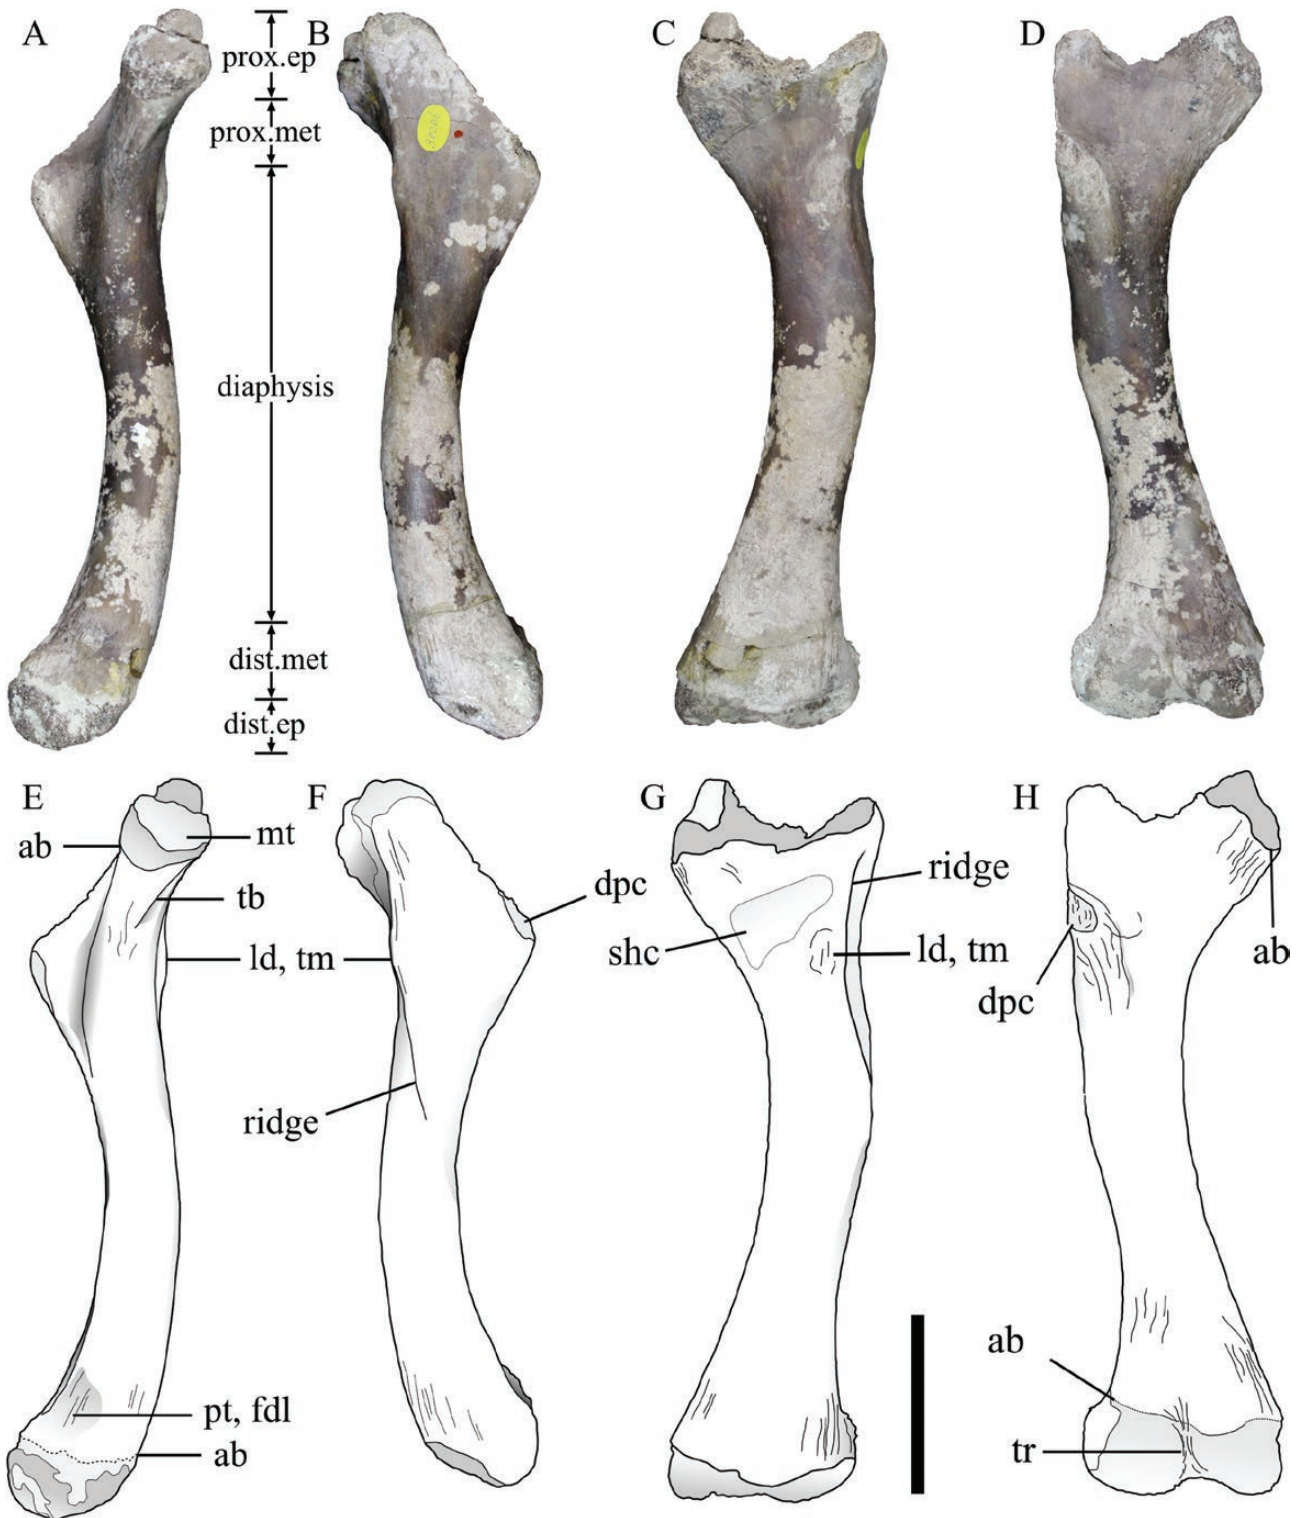 A
B
C
D
prox.ep
prox.met
diaphysis
dist.met
dist.ep
E
F
G
H
ab
mt
tb
ld, tm
dpc
ridge
shc
ld, tm
ridge
dpc
ab
ridge
pt, fdl
ab
ab
tr